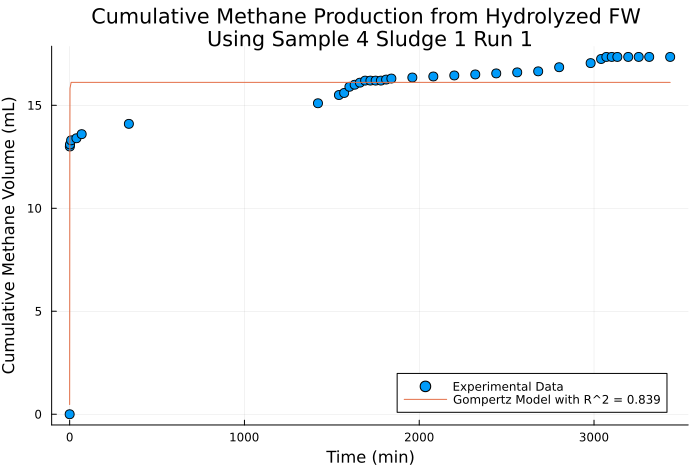 Cumulative Methane Production from Hydrolyzed FW
Using Sample 4 Sludge 1 Run 1
Cumulative Methane Volume (mL)
15
10
5
0
0
1000
2000
3000
Time (min)
Experimental Data
Gompertz Model with R^2 = 0.839